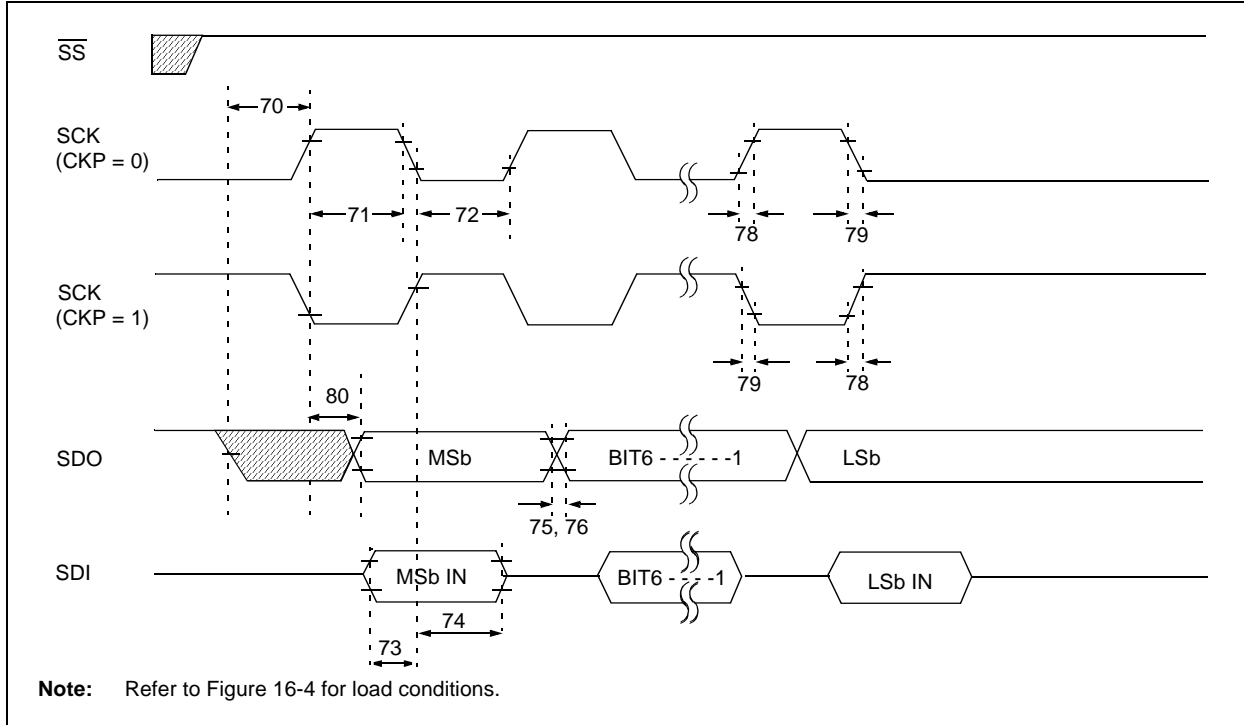 SS
70
SCK
(CKP = 0)
71
72
78
79
SCK
(CKP = 1)
79
78
80
SDO
MSb
BIT6 - - - - - -1
LSb
75, 76
SDI
MSb IN
BIT6 - - - - -1
LSb IN
74
73
Note: Refer to Figure 16-4 for load conditions.